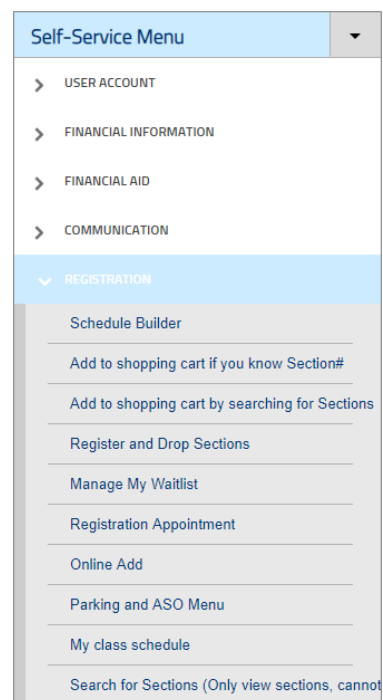 Self-Service Menu
USER ACCOUNT
FINANCIAL INFORMATION
FINANCIAL AID
COMMUNICATION
REGISTRATION
Schedule Builder
Add to shopping cart if you know Section#
Add to shopping cart by searching for Sections
Register and Drop Sections
Manage My Waitlist
Registration Appointment
Online Add
Parking and ASO Menu
My class schedule
Search for Sections (Only view sections, cannot